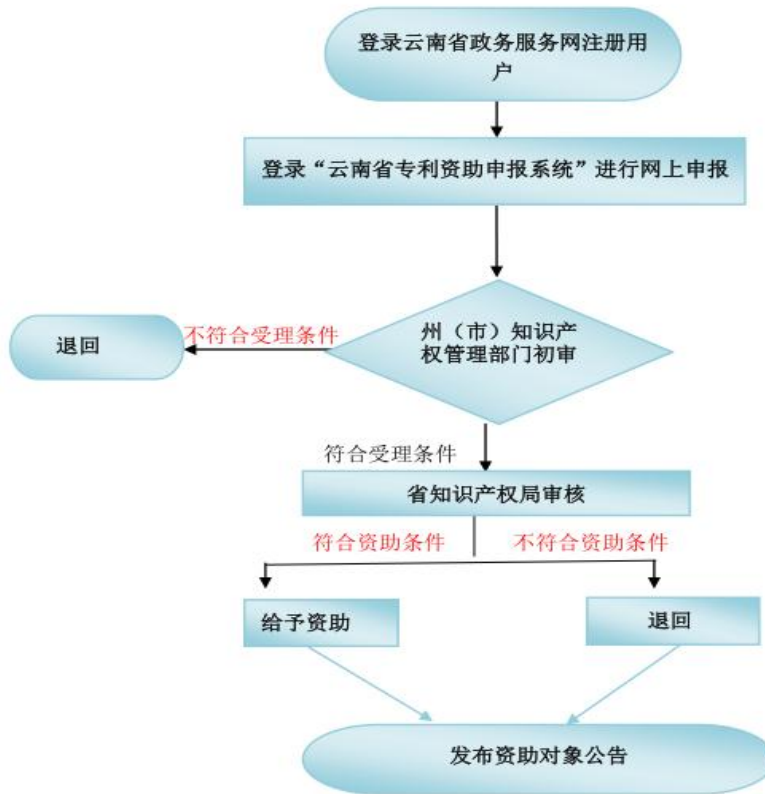 登录云南省政务服务网注册用
户
登录“云南省专利资助申报系统”进行网上申报
州（市）知识产
权管理部门初审
不符合受理条件
退回
符合受理条件
省知识产权局审核
符合资助条件
不符合资助条件
给予资助
退回
发布资助对象公告